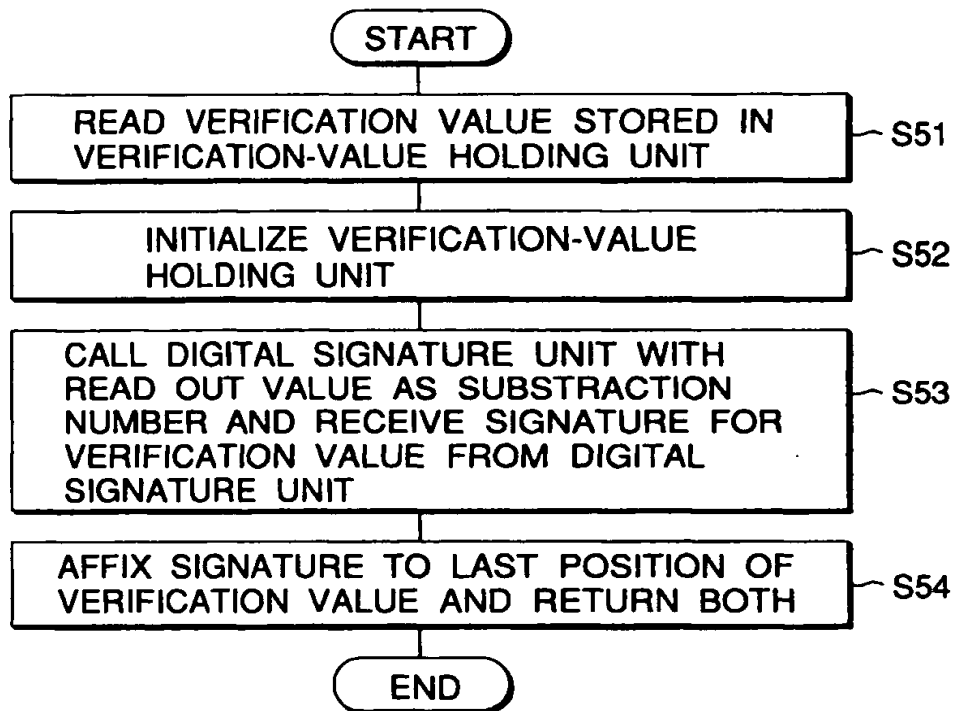 START
READ VERIFICATION VALUE STORED IN
VERIFICATION-VALUE HOLDING UNIT
S51
INITIALIZE VERIFICATION-VALUE
HOLDING UNIT
S52
CALL DIGITAL SIGNATURE UNIT WITH
READ OUT VALUE AS SUBSTRACTION
NUMBER AND RECEIVE SIGNATURE FOR
VERIFICATION VALUE FROM DIGITAL
SIGNATURE UNIT
S53
AFFIX SIGNATURE TO LAST POSITION OF
VERIFICATION VALUE AND RETURN BOTH
S54
END